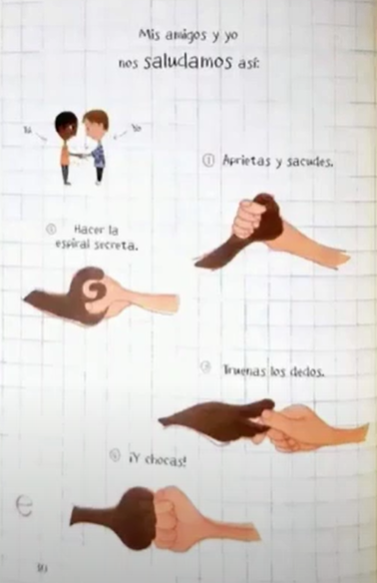 Mis amigos y yo
nos saludamos así:
Tú
Yo
① Aprietas y sacudes.
② Hacer la
espiral secreta.
③ Truenas los dedos.
④ ¡Y chocas!
e
10